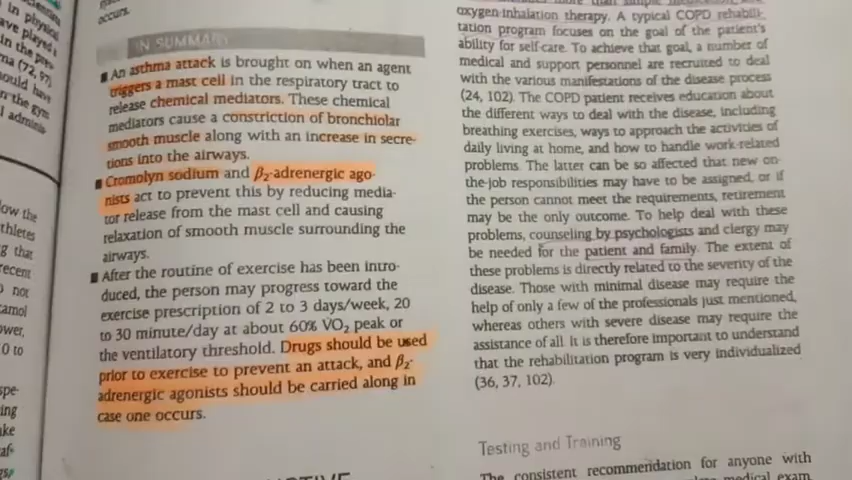 occurs.
IN SUMMARY
■ An asthma attack is brought on when an agent
triggers a mast cell in the respiratory tract to
release chemical mediators. These chemical
mediators cause a constriction of bronchiolar
smooth muscle along with an increase in secre-
tions into the airways.
■ Cromolyn sodium and β2-adrenergic ago-
nists act to prevent this by reducing media-
tor release from the mast cell and causing
relaxation of smooth muscle surrounding the
airways.
■ After the routine of exercise has been intro-
duced, the person may progress toward the
exercise prescription of 2 to 3 days/week, 20
to 30 minute/day at about 60% V̇O2 peak or
the ventilatory threshold. Drugs should be used
prior to exercise to prevent an attack, and β2-
adrenergic agonists should be carried along in
case one occurs.
oxygen-inhalation therapy. A typical COPD rehabili-
tation program focuses on the goal of the patient's
ability for self-care. To achieve that goal, a number of
medical and support personnel are recruited to deal
with the various manifestations of the disease process
(24, 102). The COPD patient receives education about
the different ways to deal with the disease, including
breathing exercises, ways to approach the activities of
daily living at home, and how to handle work-related
problems. The latter can be so affected that new on-
the-job responsibilities may have to be assigned, or if
the person cannot meet the requirements, retirement
may be the only outcome. To help deal with these
problems, counseling by psychologists and clergy may
be needed for the patient and family. The extent of
these problems is directly related to the severity of the
disease. Those with minimal disease may require the
help of only a few of the professionals just mentioned,
whereas others with severe disease may require the
assistance of all. It is therefore important to understand
that the rehabilitation program is very individualized
(36, 37, 102).
Testing and Training
The consistent recommendation for anyone with
medical exam